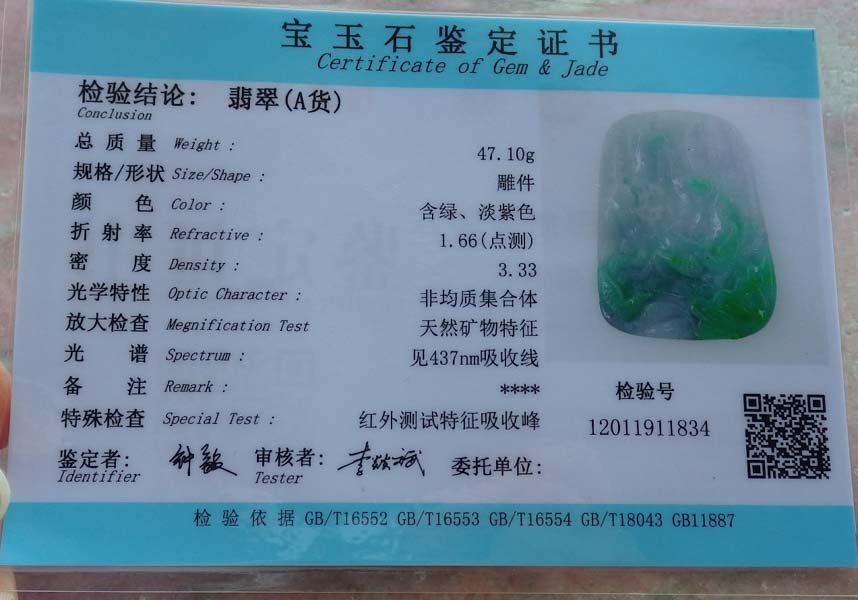 宝玉石鉴定证书
Certificate of Gem & Jade
检验结论: 翡翠(A货)
Conclusion
总质量 Weight : 47.10g
规格/形状 Size/Shape : 雕件
颜色 Color : 含绿、淡紫色
折射率 Refractive : 1.66(点测)
密度 Density : 3.33
光学特性 Optic Character : 非均质集合体
放大检查 Megnification Test 天然矿物特征
光谱 Spectrum : 见437nm吸收线
备注 Remark : ****
特殊检查 Special Test : 红外测试特征吸收峰
检验号
12011911834
鉴定者: 审核者: 委托单位:
Identifier Tester
检验依据 GB/T16552 GB/T16553 GB/T16554 GB/T18043 GB11887